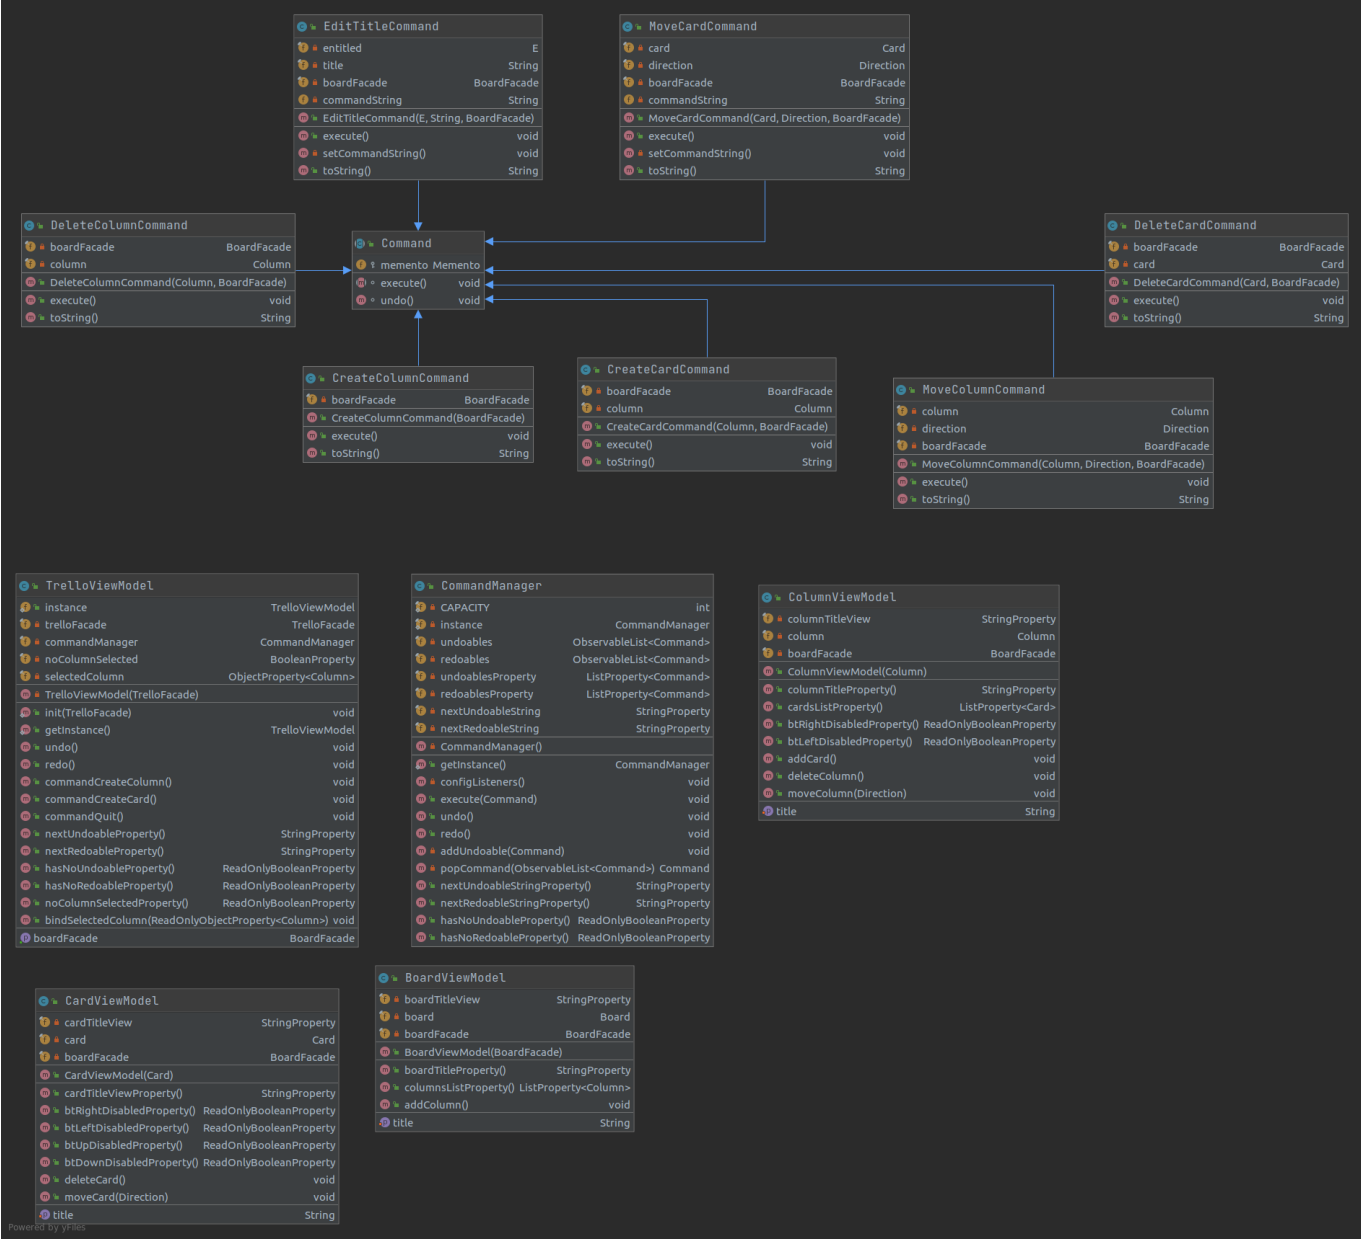 EditTitleCommand
entitled E
title String
boardFacade BoardFacade
commandString String
EditTitleCommand(E, String, BoardFacade)
execute() void
setCommandString() void
toString() String
MoveCardCommand
card Card
direction Direction
boardFacade BoardFacade
commandString String
MoveCardCommand(Card, Direction, BoardFacade)
execute() void
setCommandString() void
toString() String
DeleteColumnCommand
boardFacade BoardFacade
column Column
DeleteColumnCommand(Column, BoardFacade)
execute() void
toString() String
Command
memento Memento
execute() void
undo() void
DeleteCardCommand
boardFacade BoardFacade
card Card
DeleteCardCommand(Card, BoardFacade)
execute() void
toString() String
CreateColumnCommand
boardFacade BoardFacade
CreateColumnCommand(BoardFacade)
execute() void
toString() String
CreateCardCommand
boardFacade BoardFacade
column Column
CreateCardCommand(Column, BoardFacade)
execute() void
toString() String
MoveColumnCommand
column Column
direction Direction
boardFacade BoardFacade
MoveColumnCommand(Column, Direction, BoardFacade)
execute() void
toString() String
TrelloViewModel
instance TrelloViewModel
trelloFacade TrelloFacade
commandManager CommandManager
noColumnSelected BooleanProperty
selectedColumn ObjectProperty<Column>
TrelloViewModel(TrelloFacade)
init(TrelloFacade) void
getInstance() TrelloViewModel
undo() void
redo() void
commandCreateColumn() void
commandCreateCard() void
commandQuit() void
nextUndoableProperty() StringProperty
nextRedoableProperty() StringProperty
hasNoUndoableProperty() ReadOnlyBooleanProperty
hasNoRedoableProperty() ReadOnlyBooleanProperty
noColumnSelectedProperty() ReadOnlyBooleanProperty
bindSelectedColumn(ReadOnlyObjectProperty<Column>) void
boardFacade BoardFacade
CommandManager
CAPACITY int
instance CommandManager
undoables ObservableList<Command>
redoables ObservableList<Command>
undoablesProperty ListProperty<Command>
redoablesProperty ListProperty<Command>
nextUndoableString StringProperty
nextRedoableString StringProperty
CommandManager()
getInstance() CommandManager
configListeners() void
execute(Command) void
undo() void
redo() void
addUndoable(Command) void
popCommand(ObservableList<Command>) Command
nextUndoableStringProperty() StringProperty
nextRedoableStringProperty() StringProperty
hasNoUndoableProperty() ReadOnlyBooleanProperty
hasNoRedoableProperty() ReadOnlyBooleanProperty
ColumnViewModel
columnTitleView StringProperty
column Column
boardFacade BoardFacade
ColumnViewModel(Column)
columnTitleProperty() StringProperty
cardsListProperty() ListProperty<Card>
btRightDisabledProperty() ReadOnlyBooleanProperty
btLeftDisabledProperty() ReadOnlyBooleanProperty
addCard() void
deleteColumn() void
moveColumn(Direction) void
title String
CardViewModel
cardTitleView StringProperty
card Card
boardFacade BoardFacade
CardViewModel(Card)
cardTitleViewProperty() StringProperty
btRightDisabledProperty() ReadOnlyBooleanProperty
btLeftDisabledProperty() ReadOnlyBooleanProperty
btUpDisabledProperty() ReadOnlyBooleanProperty
btDownDisabledProperty() ReadOnlyBooleanProperty
deleteCard() void
moveCard(Direction) void
title String
BoardViewModel
boardTitleView StringProperty
board Board
boardFacade BoardFacade
BoardViewModel(BoardFacade)
boardTitleProperty() StringProperty
columnsListProperty() ListProperty<Column>
addColumn() void
title String
Powered by yFiles